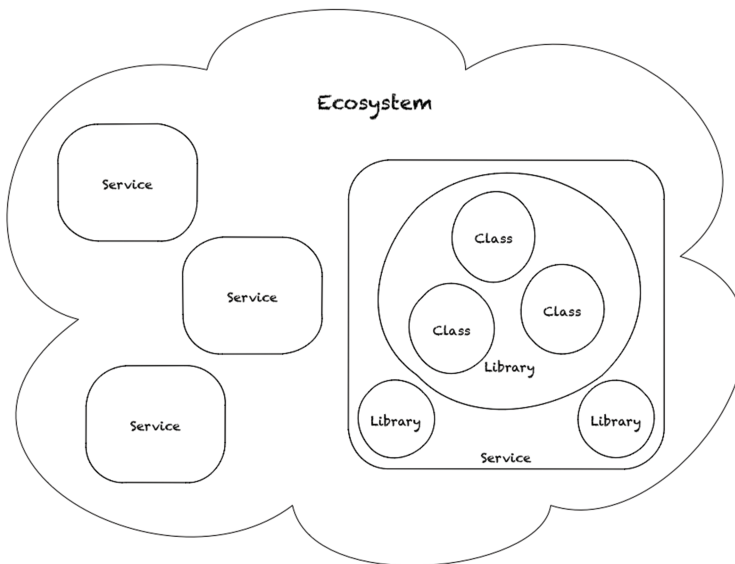 Ecosystem
Service
Class
Service
Class
Class
Library
Service
Library
Library
Service